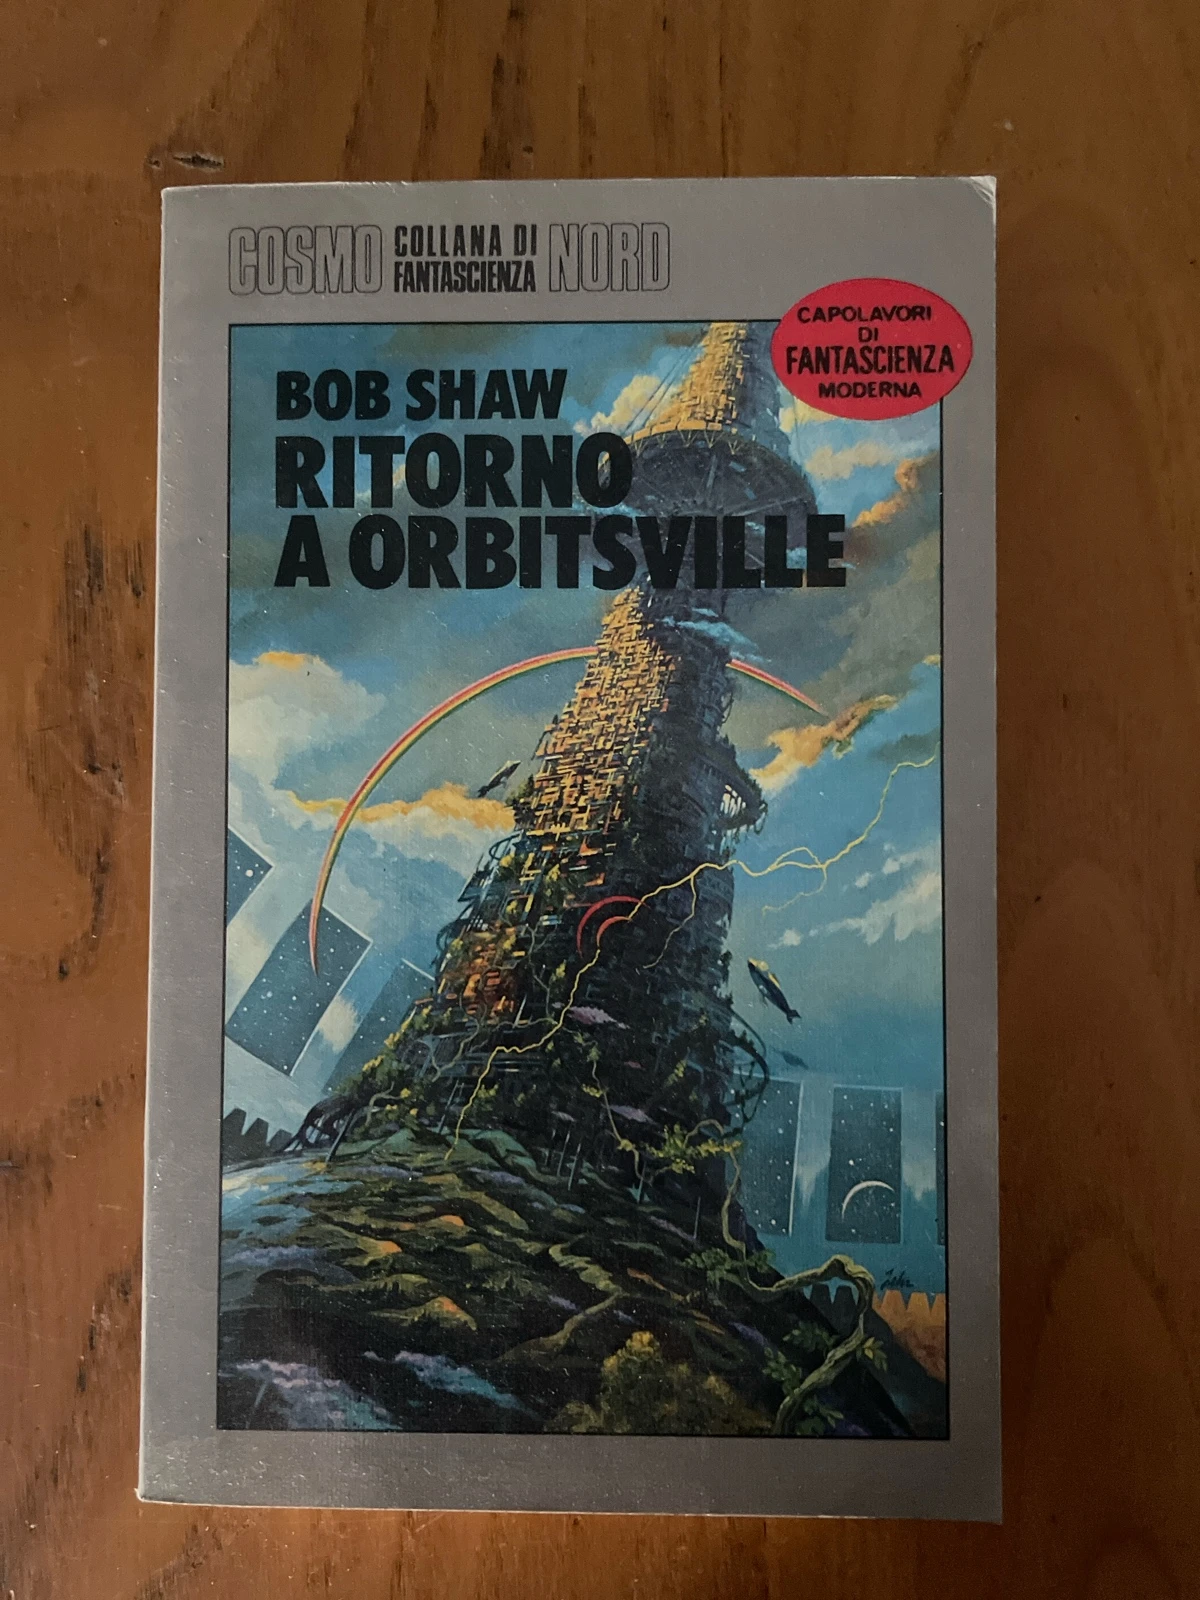 COSMO COLLANA DI FANTASCIENZA NORD
CAPOLAVORI
DI
FANTASCIENZA
MODERNA
BOB SHAW
RITORNO
A ORBITSVILLE